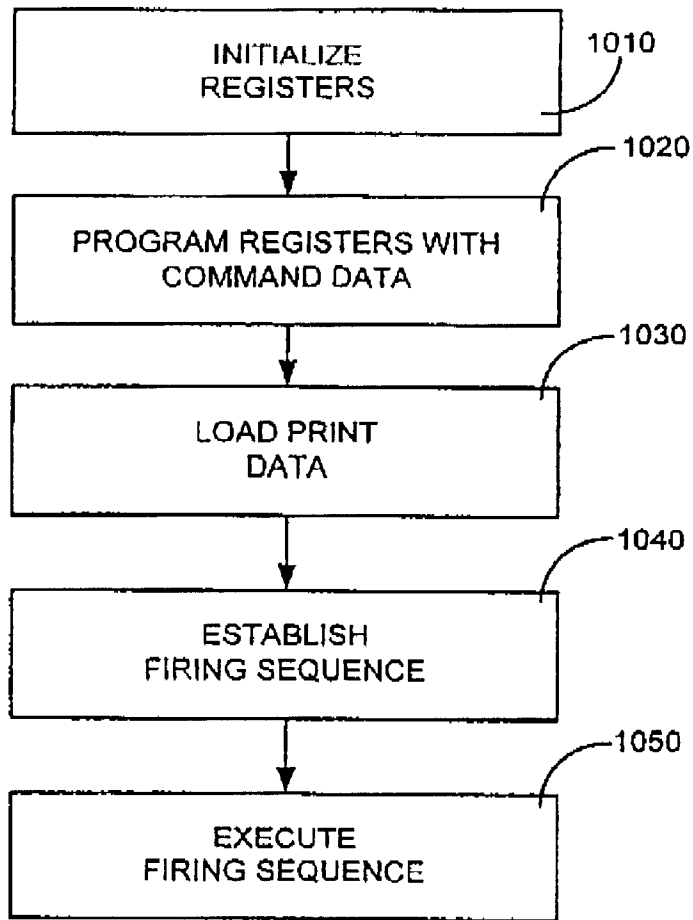 INITIALIZE
REGISTERS
1010
1020
PROGRAM REGISTERS WITH
COMMAND DATA
1030
LOAD PRINT
DATA
1040
ESTABLISH
FIRING SEQUENCE
1050
EXECUTE
FIRING SEQUENCE